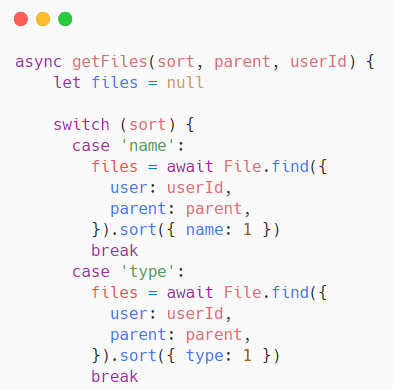 async getFiles(sort, parent, userId) {
let files = null
switch (sort) {
case 'name':
files = await File.find({
user: userId,
parent: parent,
}).sort({ name: 1 })
break
case 'type':
files = await File.find({
user: userId,
parent: parent,
}).sort({ type: 1 })
break